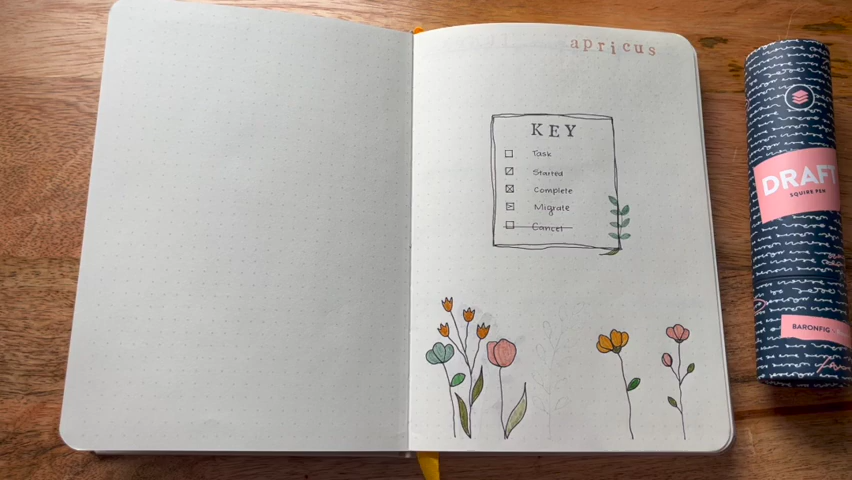 apricus
KEY
Task
Started
Complete
Migrate
Cancel
DRAFT
SQUIRE PEN
BARONFIG